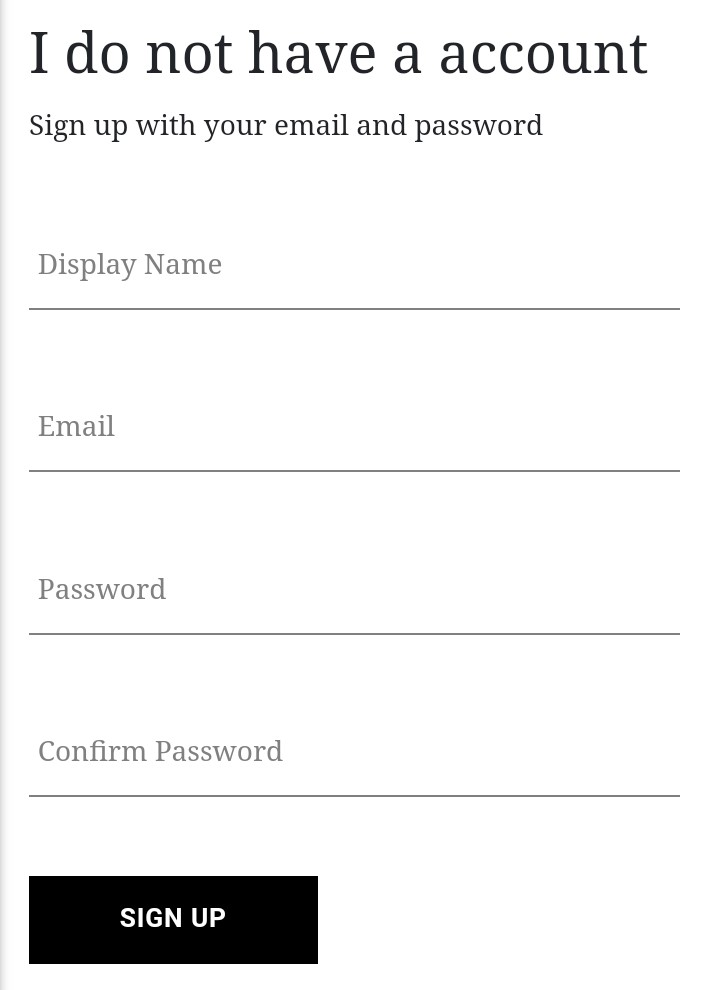 I do not have a account
Sign up with your email and password
Display Name
Email
Password
Confirm Password
SIGN UP